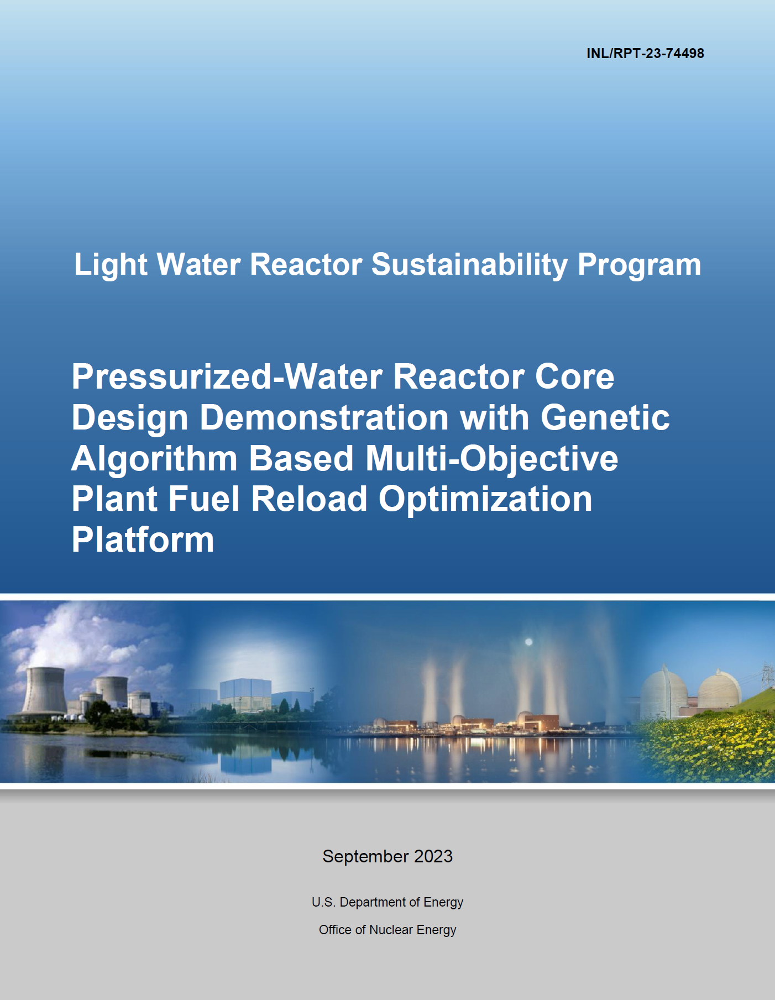 INL/RPT-23-74498
Light Water Reactor Sustainability Program
Pressurized-Water Reactor Core
Design Demonstration with Genetic
Algorithm Based Multi-Objective
Plant Fuel Reload Optimization
Platform
September 2023
U.S. Department of Energy
Office of Nuclear Energy